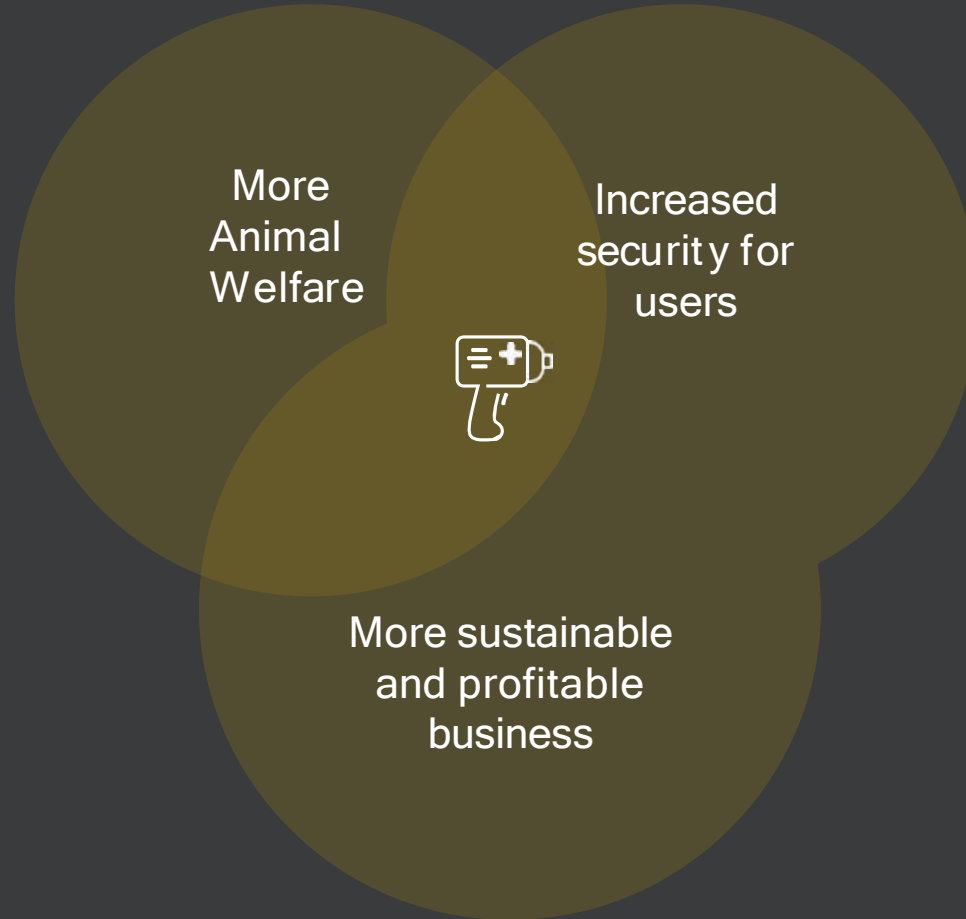 More
Animal
Welfare
Increased
security for
users
More sustainable
and profitable
business